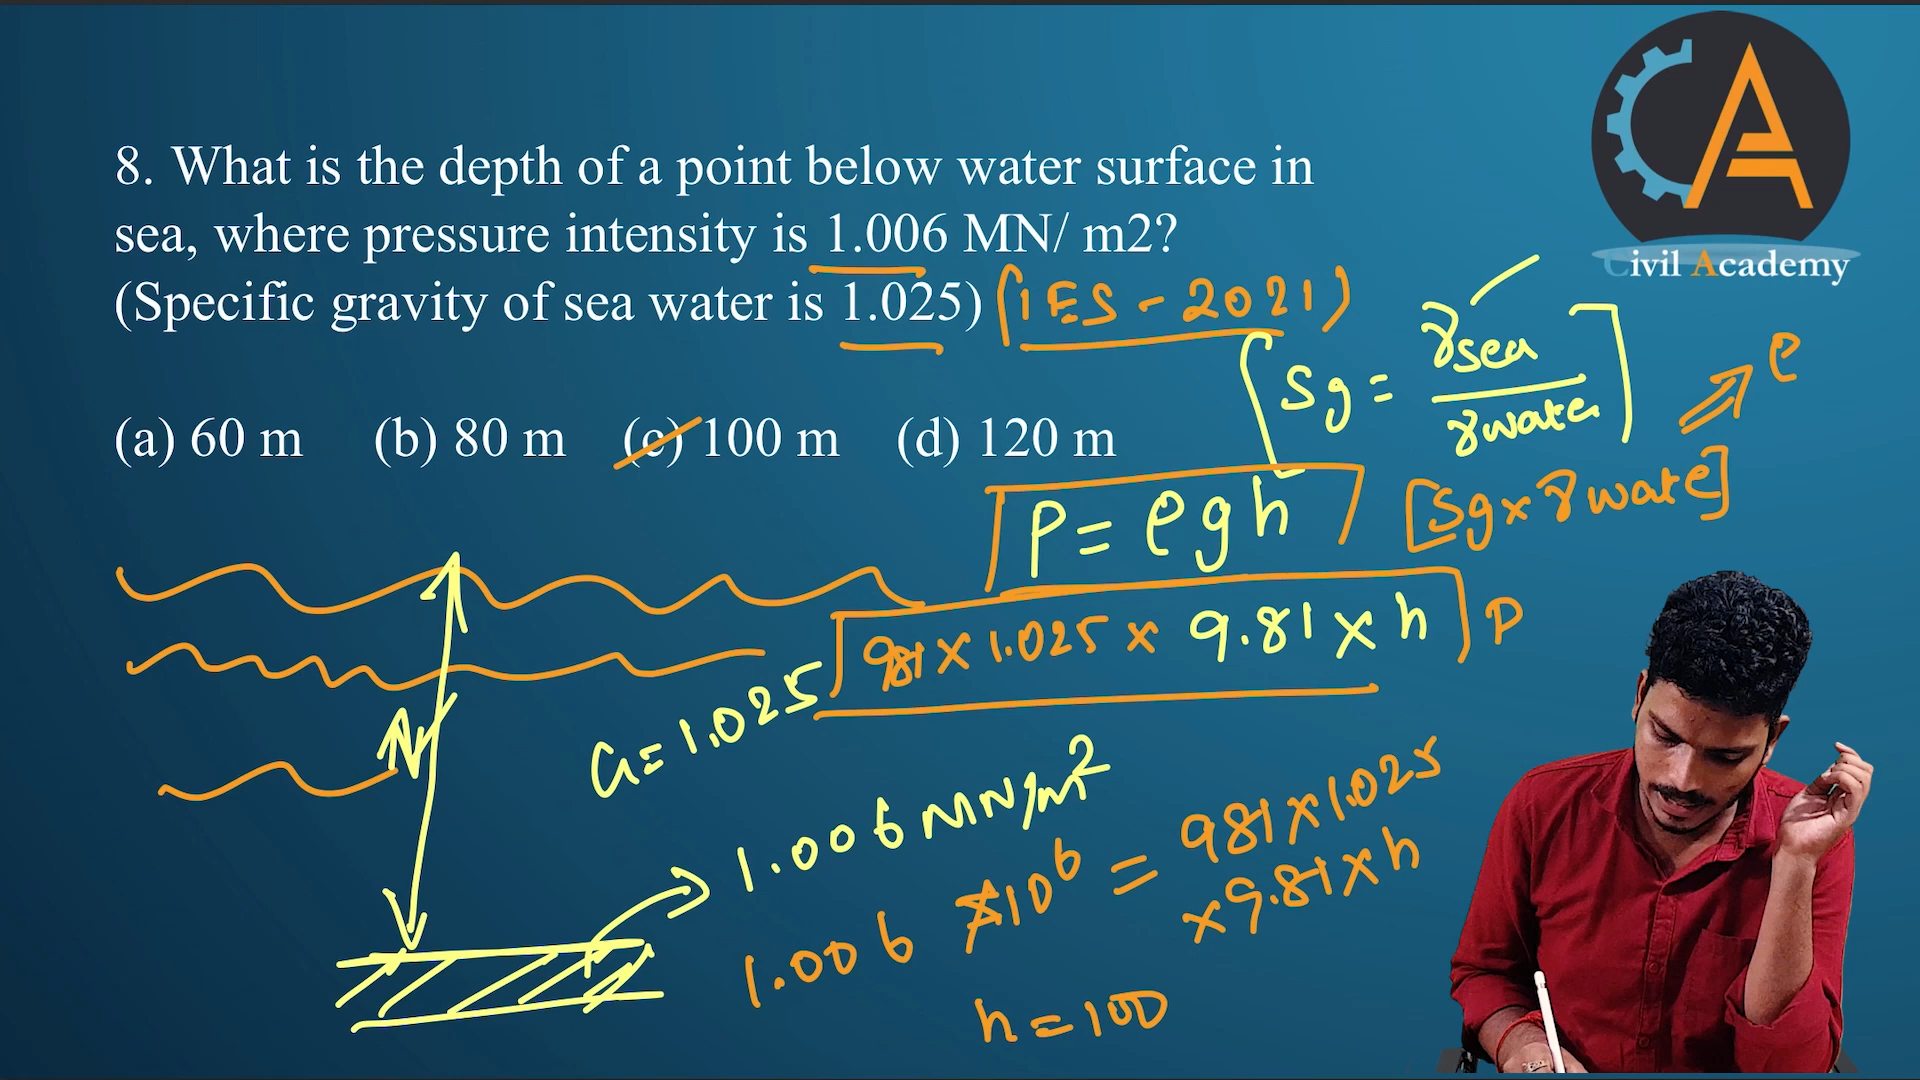 8. What is the depth of a point below water surface in
sea, where pressure intensity is 1.006 MN/ m2?
(Specific gravity of sea water is 1.025) (IES - 2021)
(a) 60 m (b) 80 m (c) 100 m (d) 120 m
Civil Academy
Sg = γsea / γwater
ρ
[Sg x γwate]
P = ρgh
981 x 1.025 x 9.81 x h P
G = 1.025
1.006 MN/m²
1.006 x 10⁶ = 981 x 1.025
x 9.81 x h
h = 100